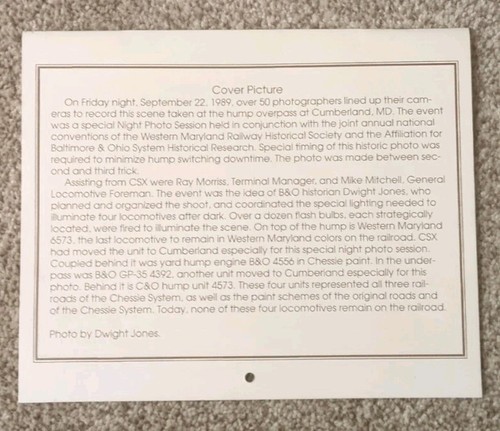 Cover Picture
On Friday night, September 22, 1989, over 50 photographers lined up their cam-
eras to record this scene taken at the hump overpass at Cumberland, MD. The event
was a special Night Photo Session held in conjunction with the joint annual national
conventions of the Western Maryland Railway Historical Society and the Affiliation for
Baltimore & Ohio System Historical Research. Special timing of this historic photo was
required to minimize hump switching downtime. The photo was made between sec-
ond and third trick.
Assisting from CSX were Ray Morriss, Terminal Manager, and Mike Mitchell, General
Locomotive Foreman. The event was the idea of B&O historian Dwight Jones, who
planned and organized the shoot, and coordinated the special lighting needed to
illuminate four locomotives after dark. Over a dozen flash bulbs, each strategically
located, were fired to illuminate the scene. On top of the hump is Western Maryland
6573, the last locomotive to remain in Western Maryland colors on the railroad. CSX
had moved the unit to Cumberland especially for this special night photo session.
Coupled behind it was yard hump engine B&O 4556 in Chessie paint. In the under-
pass was B&O GP-35 4392, another unit moved to Cumberland especially for this
photo. Behind it is C&O hump unit 4573. These four units represented all three rail-
roads of the Chessie System, as well as the paint schemes of the original roads and
of the Chessie System. Today, none of these four locomotives remain on the railroad.
Photo by Dwight Jones.